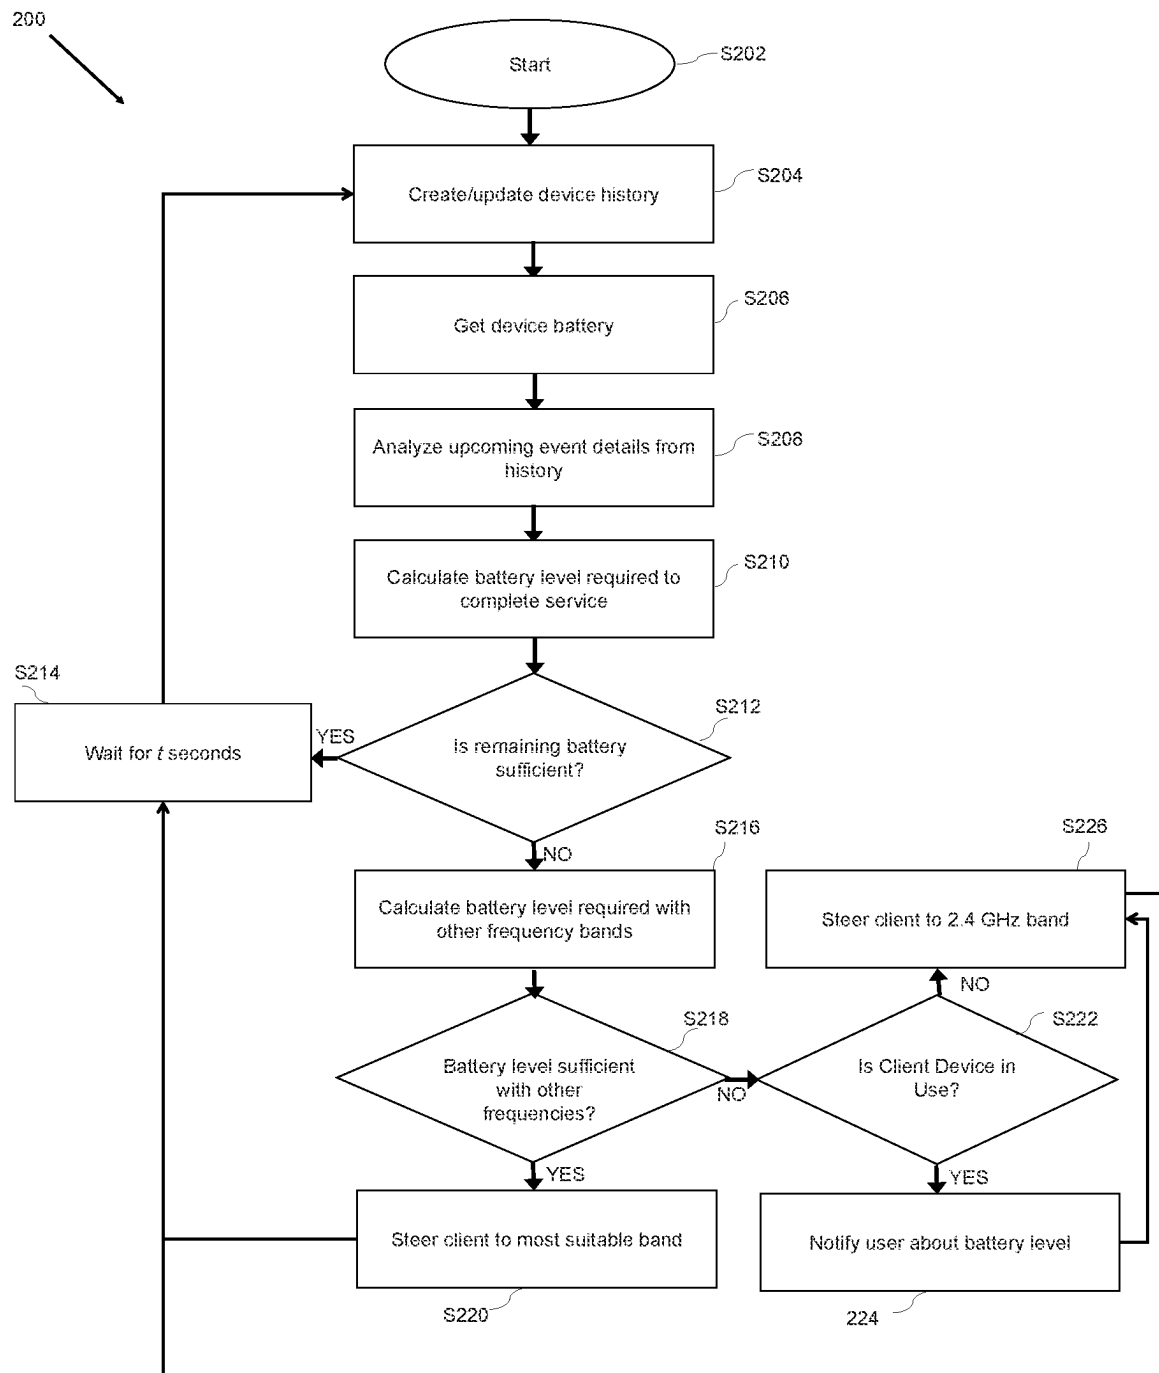 200
Start
S202
Create/update device history
S204
Get device battery
S206
Analyze upcoming event details from
history
S208
Calculate battery level required to
complete service
S210
S214
Wait for t seconds
YES
Is remaining battery
sufficient?
S212
NO
S216
Calculate battery level required with
other frequency bands
S226
Steer client to 2.4 GHz band
NO
S218
Battery level sufficient
with other
frequencies?
NO
S222
Is Client Device in
Use?
YES
YES
Steer client to most suitable band
S220
Notify user about battery level
224